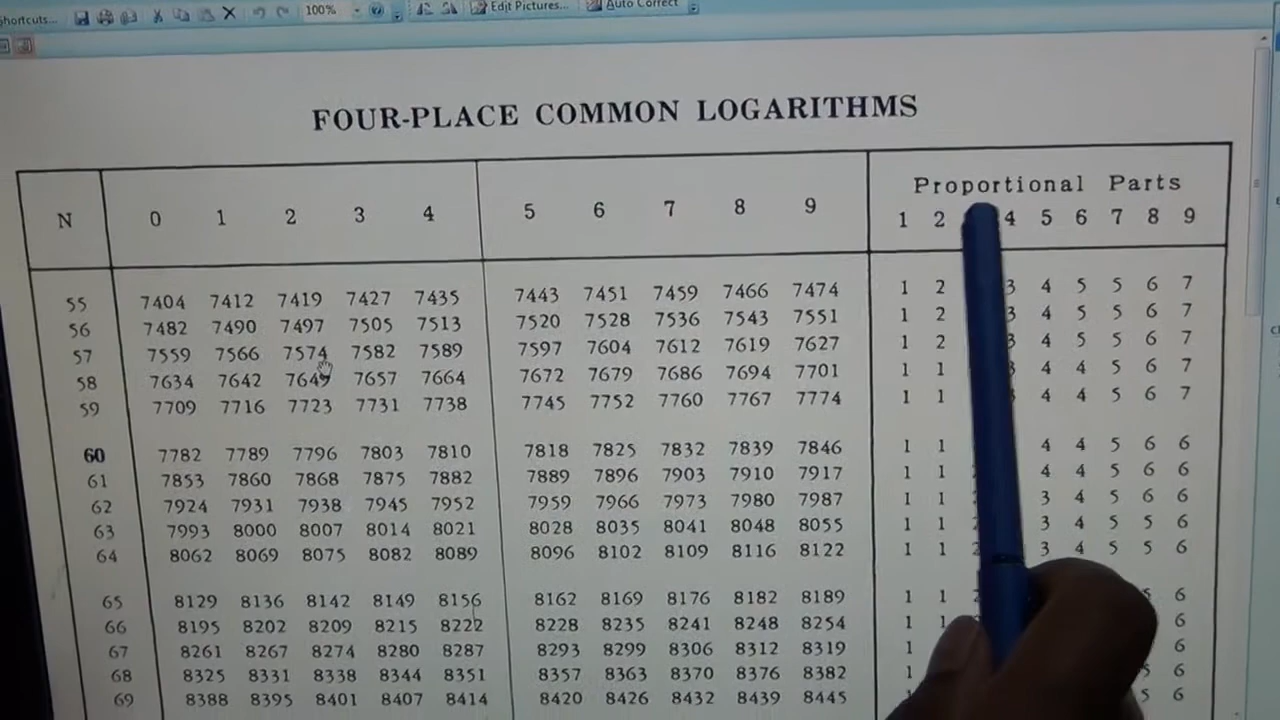 shortcuts...
100%
Edit Pictures...
Auto Correct
FOUR-PLACE COMMON LOGARITHMS
N 0 1 2 3 4 5 6 7 8 9 Proportional Parts
1 2 4 5 6 7 8 9
55 7404 7412 7419 7427 7435 7443 7451 7459 7466 7474 1 2 3 4 5 5 6 7
56 7482 7490 7497 7505 7513 7520 7528 7536 7543 7551 1 2 3 4 5 5 6 7
57 7559 7566 7574 7582 7589 7597 7604 7612 7619 7627 1 2 3 4 5 5 6 7
58 7634 7642 7649 7657 7664 7672 7679 7686 7694 7701 1 1 4 4 5 6 7
59 7709 7716 7723 7731 7738 7745 7752 7760 7767 7774 1 1 4 4 5 6 7
60 7782 7789 7796 7803 7810 7818 7825 7832 7839 7846 1 1 4 4 5 6 6
61 7853 7860 7868 7875 7882 7889 7896 7903 7910 7917 1 1 4 4 5 6 6
62 7924 7931 7938 7945 7952 7959 7966 7973 7980 7987 1 1 3 4 5 6 6
63 7993 8000 8007 8014 8021 8028 8035 8041 8048 8055 1 1 3 4 5 5 6
64 8062 8069 8075 8082 8089 8096 8102 8109 8116 8122 1 1 2 3 4 5 5 6
65 8129 8136 8142 8149 8156 8162 8169 8176 8182 8189 1 1 5 6
66 8195 8202 8209 8215 8222 8228 8235 8241 8248 8254 1 1 6
67 8261 8267 8274 8280 8287 8293 8299 8306 8312 8319 1 6
68 8325 8331 8338 8344 8351 8357 8363 8370 8376 8382 1 5 6
69 8388 8395 8401 8407 8414 8420 8426 8432 8439 8445 5 6